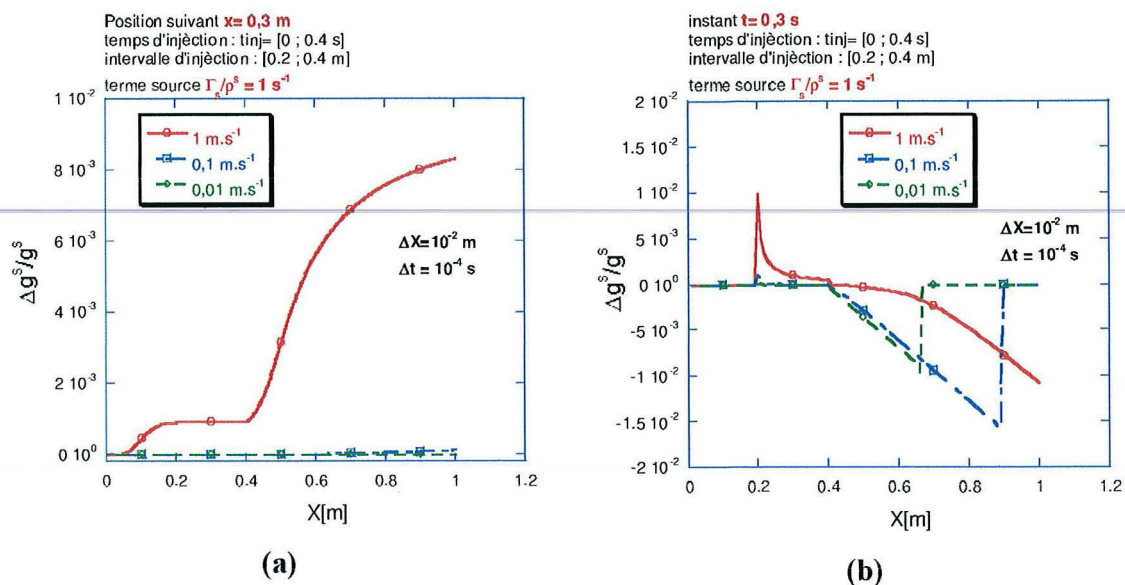 Position suivant x= 0,3 m
temps d'injèction : tinj= [0 ; 0.4 s]
intervalle d'injèction : [0.2 ; 0.4 m]
terme source Γs/ρˢ = 1 s⁻¹
1 10⁻²
8 10⁻³
6 10⁻³
4 10⁻³
2 10⁻³
0 10⁰
Δgˢ/gˢ
1 m.s⁻¹
0,1 m.s⁻¹
0,01 m.s⁻¹
ΔX=10⁻² m
Δt = 10⁻⁴ s
0 0.2 0.4 0.6 0.8 1 1.2
X[m]
(a)
instant t= 0,3 s
temps d'injèction : tinj= [0 ; 0.4 s]
intervalle d'injèction : [0.2 ; 0.4 m]
terme source Γs/ρˢ = 1 s⁻¹
2 10⁻²
1.5 10⁻²
1 10⁻²
5 10⁻³
0 10⁰
-5 10⁻³
-1 10⁻²
-1.5 10⁻²
-2 10⁻²
Δgˢ/gˢ
1 m.s⁻¹
0,1 m.s⁻¹
0,01 m.s⁻¹
ΔX=10⁻² m
Δt = 10⁻⁴ s
0 0.2 0.4 0.6 0.8 1 1.2
X[m]
(b)